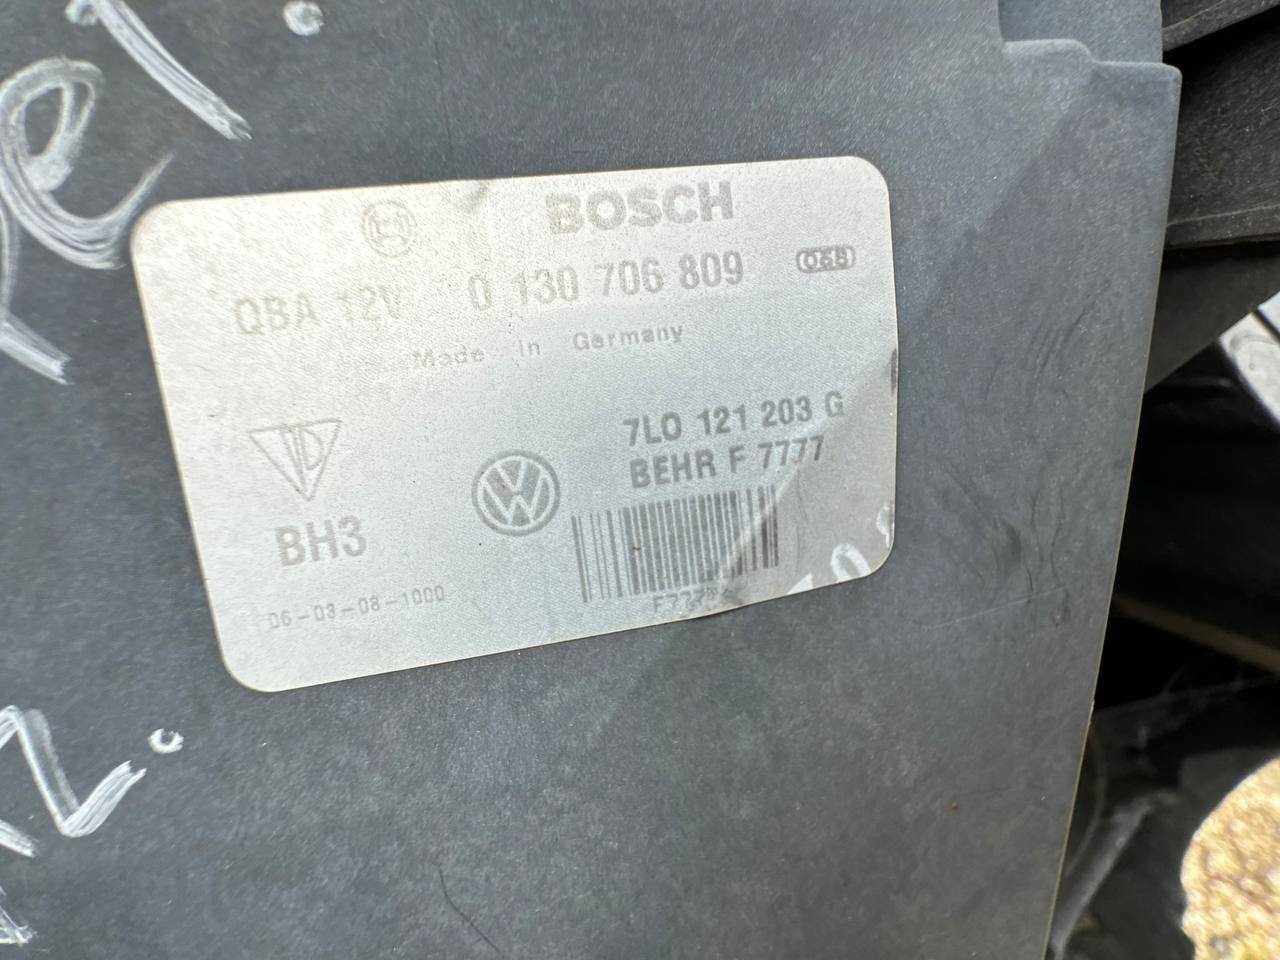 BOSCH
QBA 12V 0 130 706 809
Made in Germany
7L0 121 203 G
BEHR F 7777
BH3
06-03-08-1000